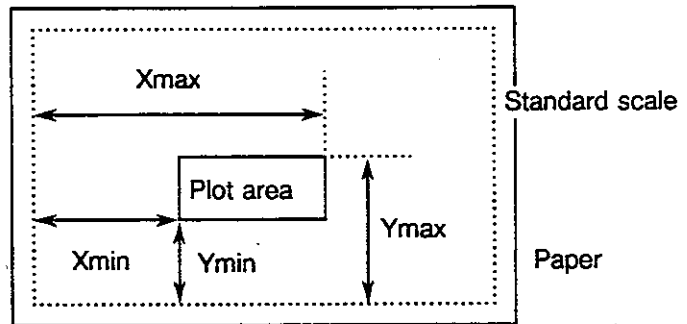 Xmax
Standard scale
Plot area
Ymax
Xmin
Ymin
Paper